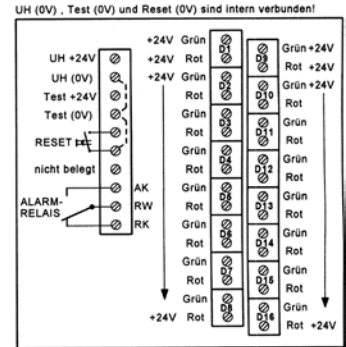 UH (0V) , Test (0V) und Reset (0V) sind intern verbunden!
UH +24V
UH (0V)
Test +24V
Test (0V)
RESET
nicht belegt
AK
ALARM-
RELAIS
RW
RK
+24V Grün
D1
+24V Rot
+24V Grün
D2
Rot
Grün
D3
Rot
Grün
D4
Rot
Grün
D5
Rot
Grün
D6
Rot
Grün
D7
Rot
Grün
D8
+24V Rot
D9
Grün +24V
Rot +24V
D10
Grün +24V
Rot
D11
Grün
Rot
D12
Grün
Rot
D13
Grün
Rot
D14
Grün
Rot
D15
Grün
Rot
D16
Grün
Rot +24V